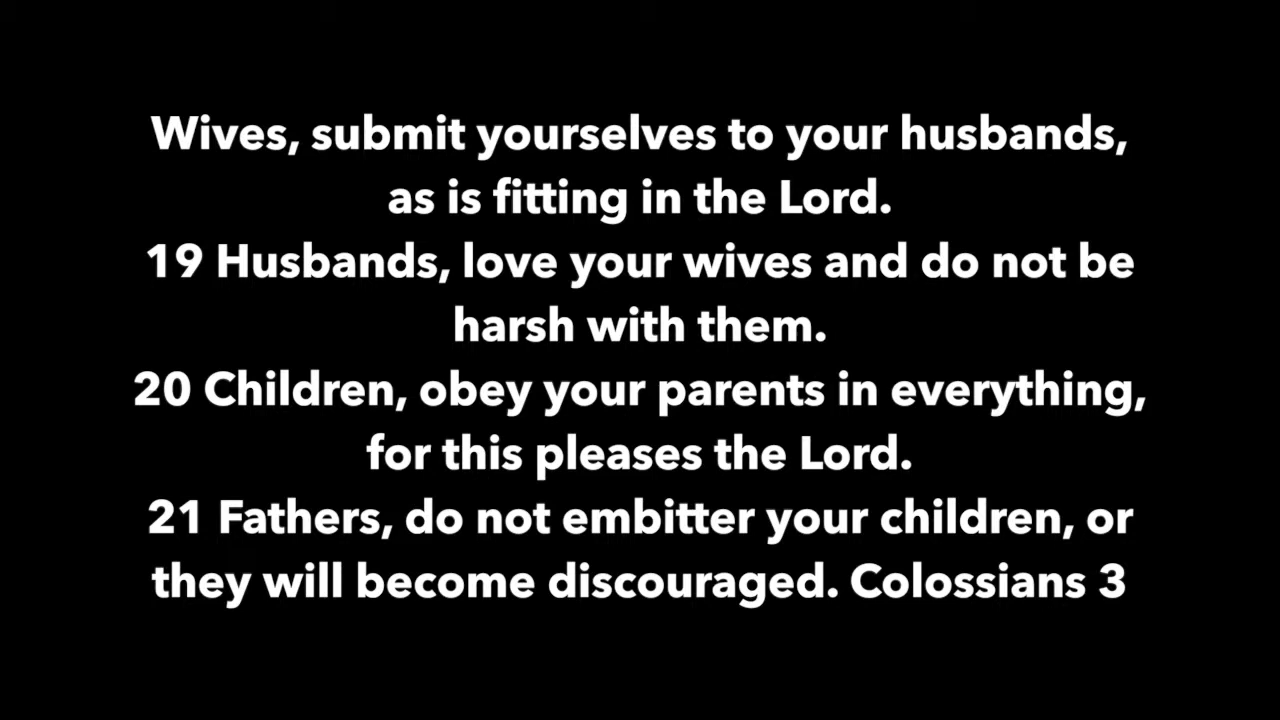 Wives, submit yourselves to your husbands,
as is fitting in the Lord.
19 Husbands, love your wives and do not be
harsh with them.
20 Children, obey your parents in everything,
for this pleases the Lord.
21 Fathers, do not embitter your children, or
they will become discouraged. Colossians 3